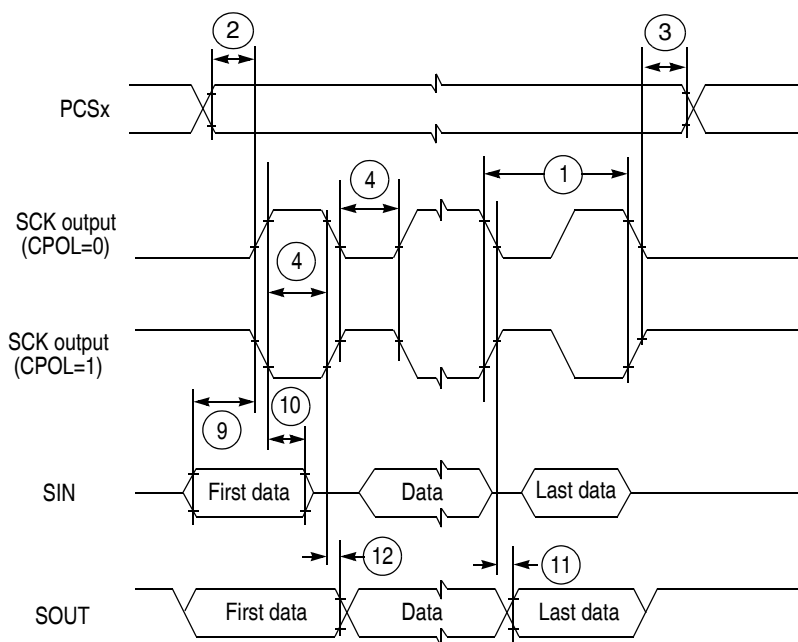 2
3
PCSx
4
1
SCK output
(CPOL=0)
4
SCK output
(CPOL=1)
10
9
SIN
First data
Data
Last data
12
11
SOUT
First data
Data
Last data